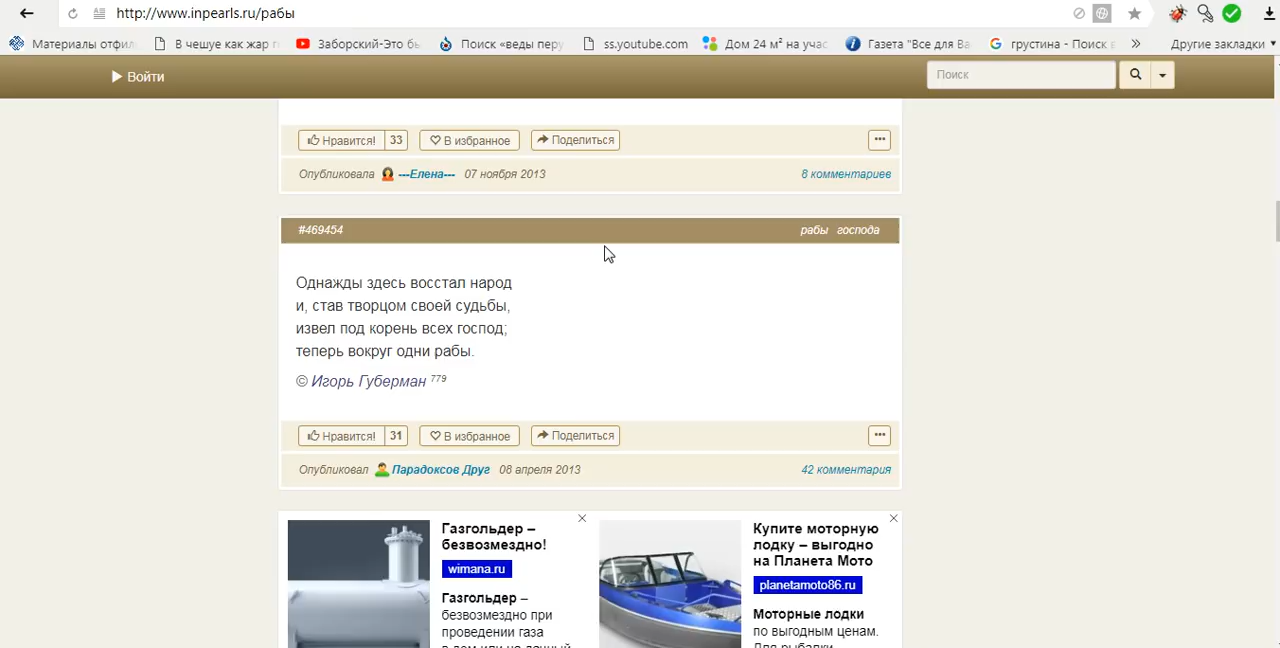 http://www.inpearls.ru/рабы
Материалы отфил
В чешуе как жар г
Заборский-Это бы
Поиск «веды перу
ss.youtube.com
Дом 24 м² на учас
Газета "Все для Ва
грустина - Поиск в
»
Другие закладки
Войти
Поиск
Нравится! 33
В избранное
Поделиться
Опубликовала ---Елена--- 07 ноября 2013
8 комментариев
#469454
рабы господа
Однажды здесь восстал народ
и, став творцом своей судьбы,
извел под корень всех господ;
теперь вокруг одни рабы.
© Игорь Губерман 779
Нравится! 31
В избранное
Поделиться
Опубликовал Парадоксов Друг 08 апреля 2013
42 комментария
Газгольдер –
безвозмездно!
wimana.ru
Газгольдер –
безвозмездно при
проведении газа
Купите моторную
лодку – выгодно
на Планета Мото
planetamoto86.ru
Моторные лодки
по выгодным ценам.